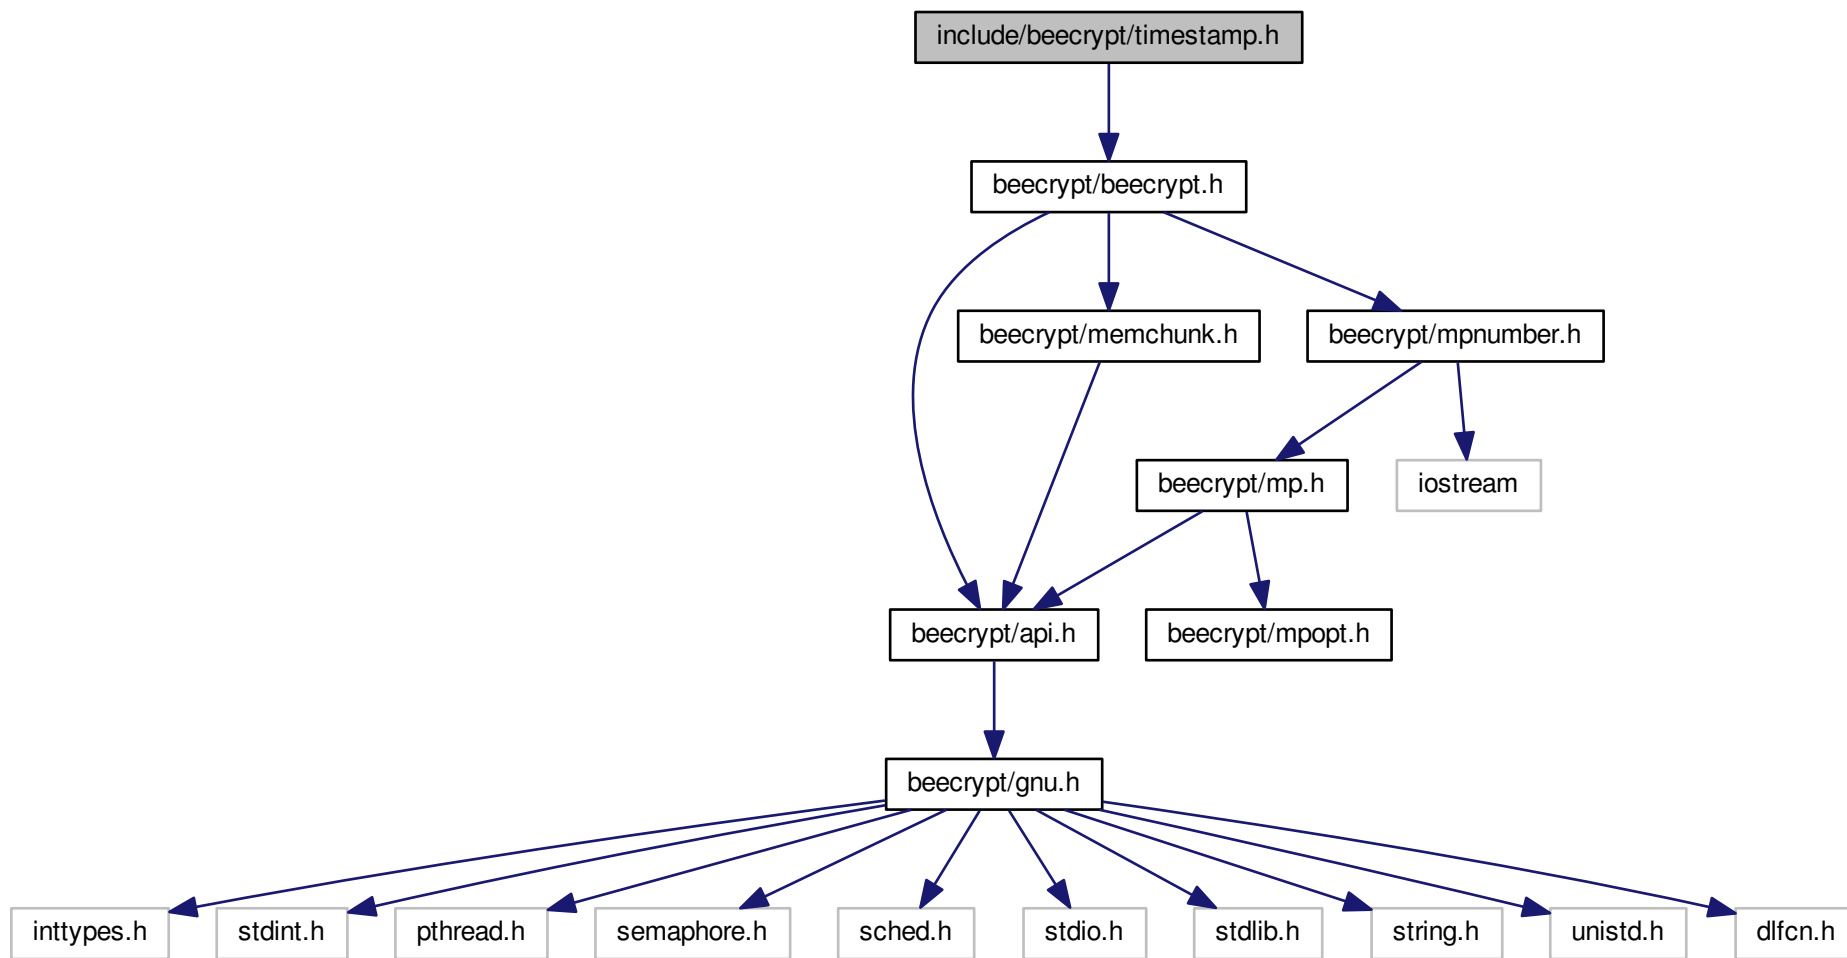 include/beecrypt/timestamp.h
beecrypt/beecrypt.h
beecrypt/memchunk.h
beecrypt/mpnumber.h
beecrypt/mp.h
iostream
beecrypt/api.h
beecrypt/mpopt.h
beecrypt/gnu.h
inttypes.h
stdint.h
pthread.h
semaphore.h
sched.h
stdio.h
stdlib.h
string.h
unistd.h
dlfcn.h